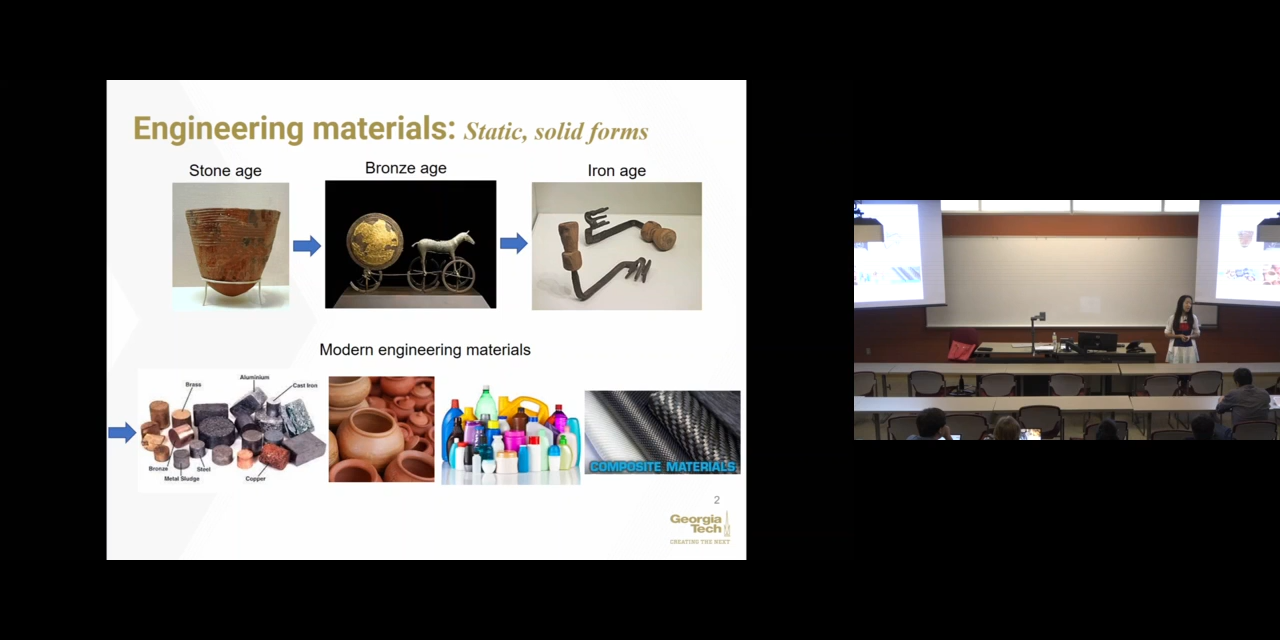 Engineering materials: Static, solid forms
Stone age
Bronze age
Iron age
Modern engineering materials
Brass
Aluminium
Cast Iron
Bronze
Steel
Metal Sludge
Copper
COMPOSITE MATERIALS
2
Georgia
Tech
CREATING THE NEXT